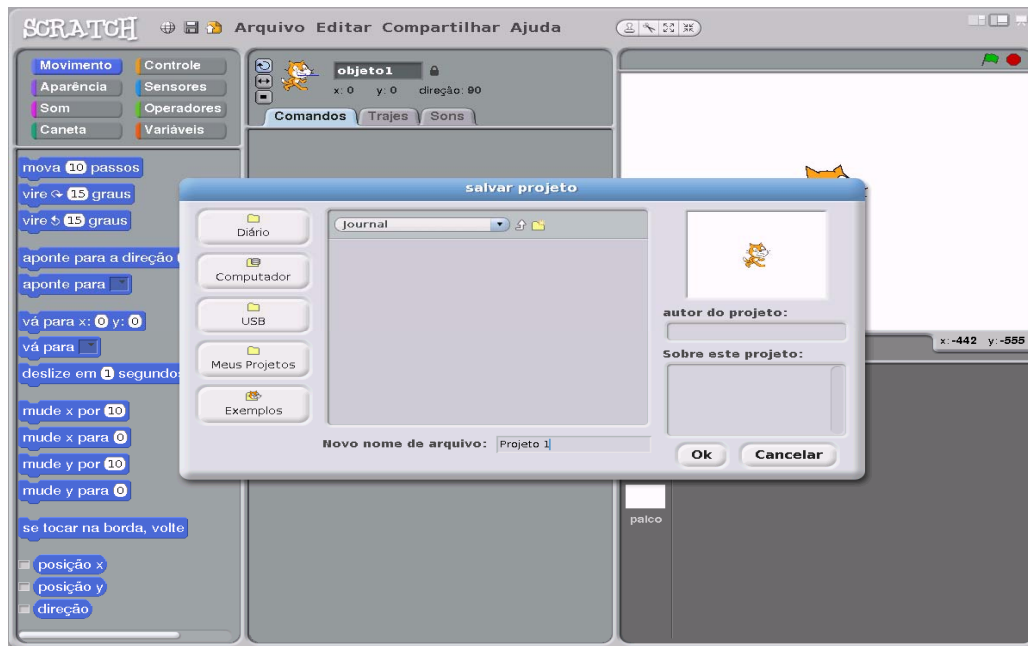 SCRATCH Arquivo Editar Compartilhar Ajuda
Movimento Controle
Aparência Sensores
Som Operadores
Caneta Variáveis
objeto1
x: 0 y: 0 direção: 90
Comandos Trajes Sons
mova 10 passos
vire 15 graus
vire 15 graus
aponte para a direção
aponte para
vá para x: 0 y: 0
vá para
deslize em 1 segundo
mude x por 10
mude x para 0
mude y por 10
mude y para 0
se tocar na borda, volte
posição x
posição y
direção
salvar projeto
Diário
Computador
USB
Meus Projetos
Exemplos
Journal
Novo nome de arquivo: Projeto 1
autor do projeto:
Sobre este projeto:
Ok Cancelar
x: -442 y: -555
palco